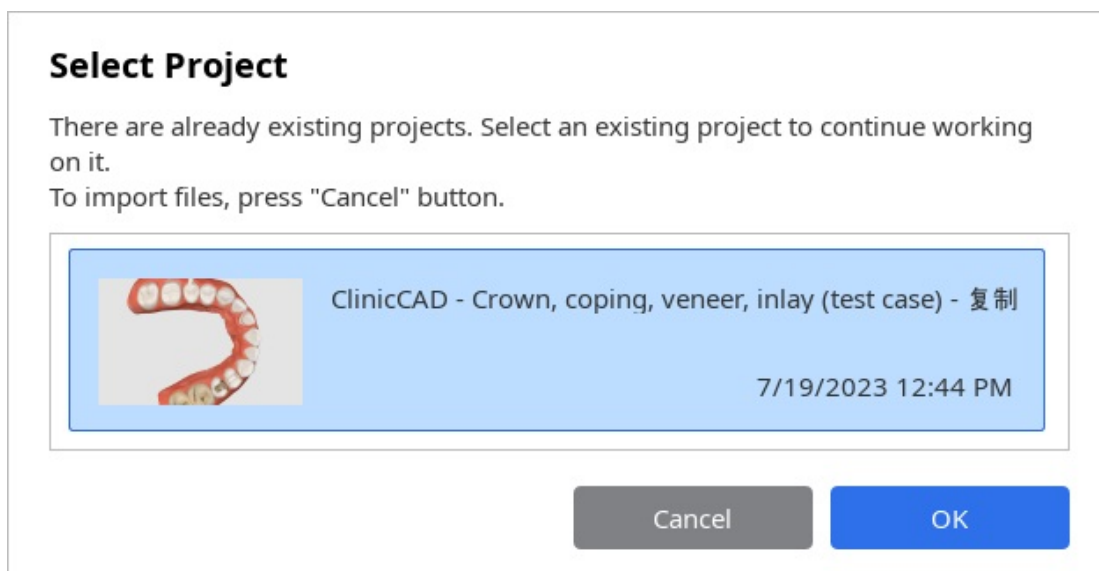 Select Project
There are already existing projects. Select an existing project to continue working
on it.
To import files, press "Cancel" button.
ClinicCAD - Crown, coping, veneer, inlay (test case) - 复制
7/19/2023 12:44 PM
Cancel
OK